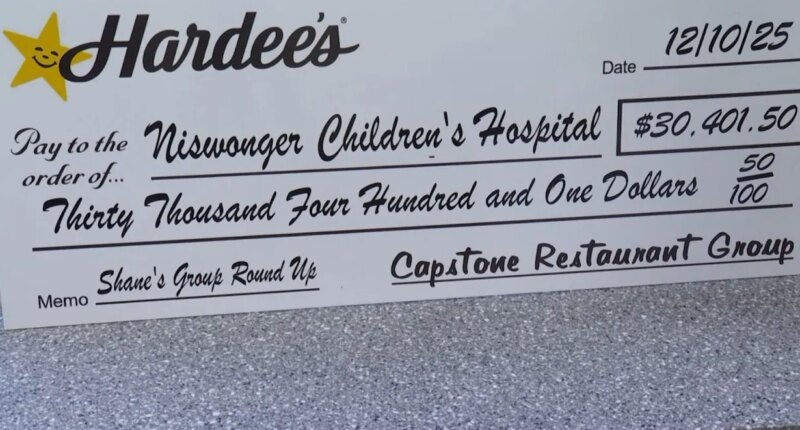 Hardee's®
Date 12/10/25
Pay to the order of... Niswonger Children's Hospital $30,401.50
Thirty Thousand Four Hundred and One Dollars 50/100
Memo Shane's Group Round Up Capstone Restaurant Group